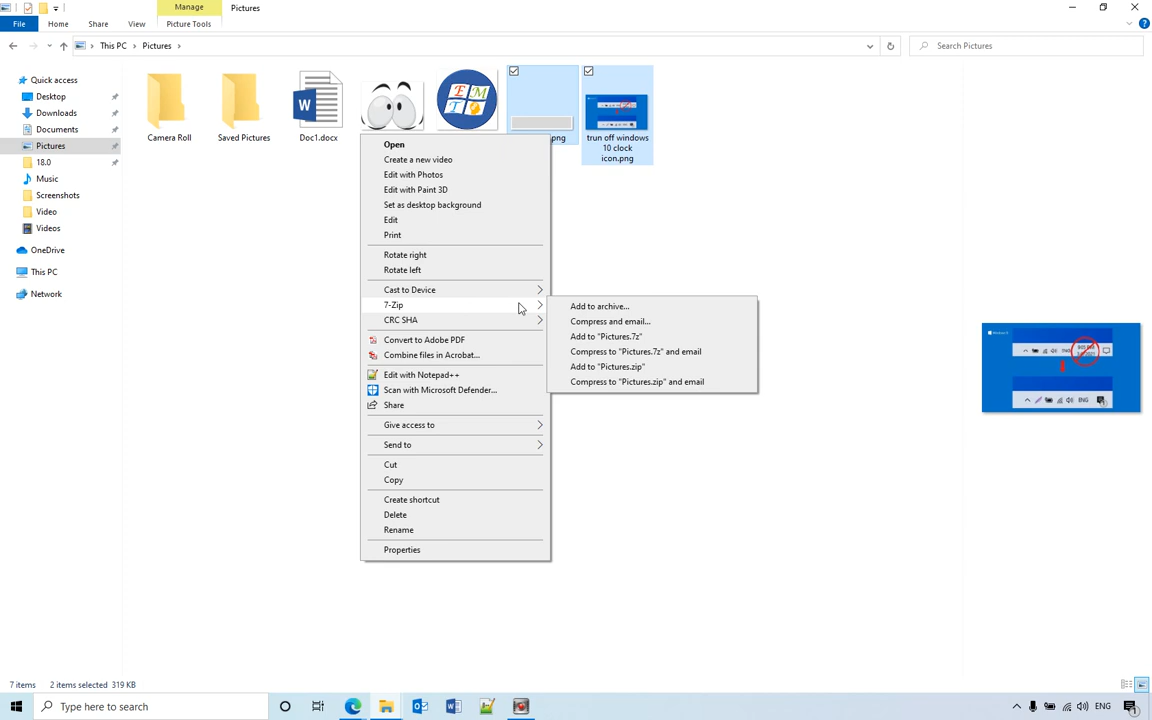 Manage
Pictures
File
Home
Share
View
Picture Tools
This PC
Pictures
Search Pictures
Quick access
Desktop
Downloads
Documents
Pictures
18.0
Music
Screenshots
Video
Videos
OneDrive
This PC
Network
Camera Roll
Saved Pictures
Doc1.docx
E M
T
.png
trun off windows
10 clock
icon.png
Open
Create a new video
Edit with Photos
Edit with Paint 3D
Set as desktop background
Edit
Print
Rotate right
Rotate left
Cast to Device
7-Zip
CRC SHA
Convert to Adobe PDF
Combine files in Acrobat...
Edit with Notepad++
Scan with Microsoft Defender...
Share
Give access to
Send to
Cut
Copy
Create shortcut
Delete
Rename
Properties
Add to archive...
Compress and email...
Add to "Pictures.7z"
Compress to "Pictures.7z" and email
Add to "Pictures.zip"
Compress to "Pictures.zip" and email
ENG
7 items
2 items selected 319 KB
Type here to search
ENG